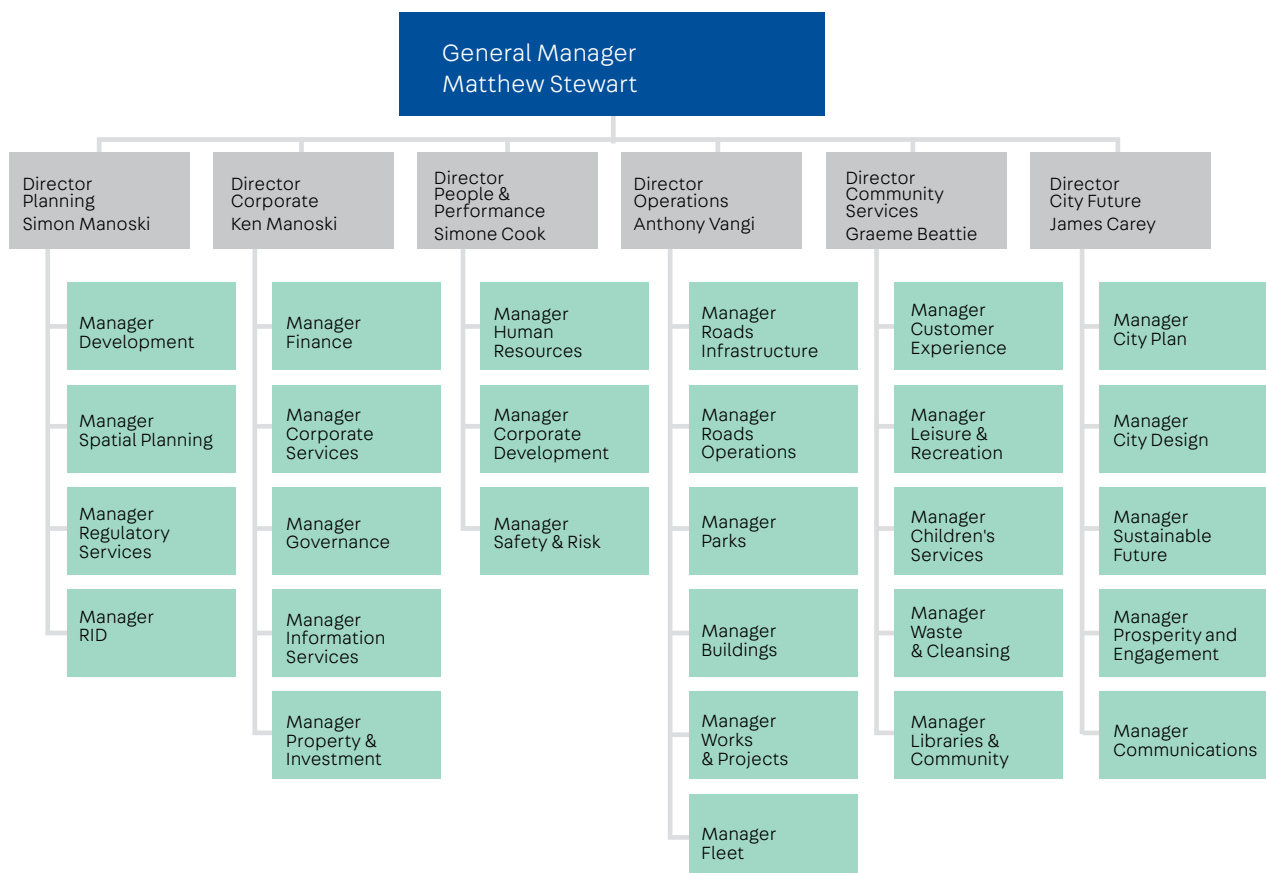 General Manager
Matthew Stewart
Director
Planning
Simon Manoski
Manager
Development
Manager
Spatial Planning
Manager
Regulatory
Services
Manager
RID
Director
Corporate
Ken Manoski
Manager
Finance
Manager
Corporate
Services
Manager
Governance
Manager
Information
Services
Manager
Property &
Investment
Director
People &
Performance
Simone Cook
Manager
Human
Resources
Manager
Corporate
Development
Manager
Safety & Risk
Director
Operations
Anthony Vangi
Manager
Roads
Infrastructure
Manager
Roads
Operations
Manager
Parks
Manager
Buildings
Manager
Works
& Projects
Manager
Fleet
Director
Community
Services
Graeme Beattie
Manager
Customer
Experience
Manager
Leisure &
Recreation
Manager
Children's
Services
Manager
Waste
& Cleansing
Manager
Libraries &
Community
Director
City Future
James Carey
Manager
City Plan
Manager
City Design
Manager
Sustainable
Future
Manager
Prosperity and
Engagement
Manager
Communications